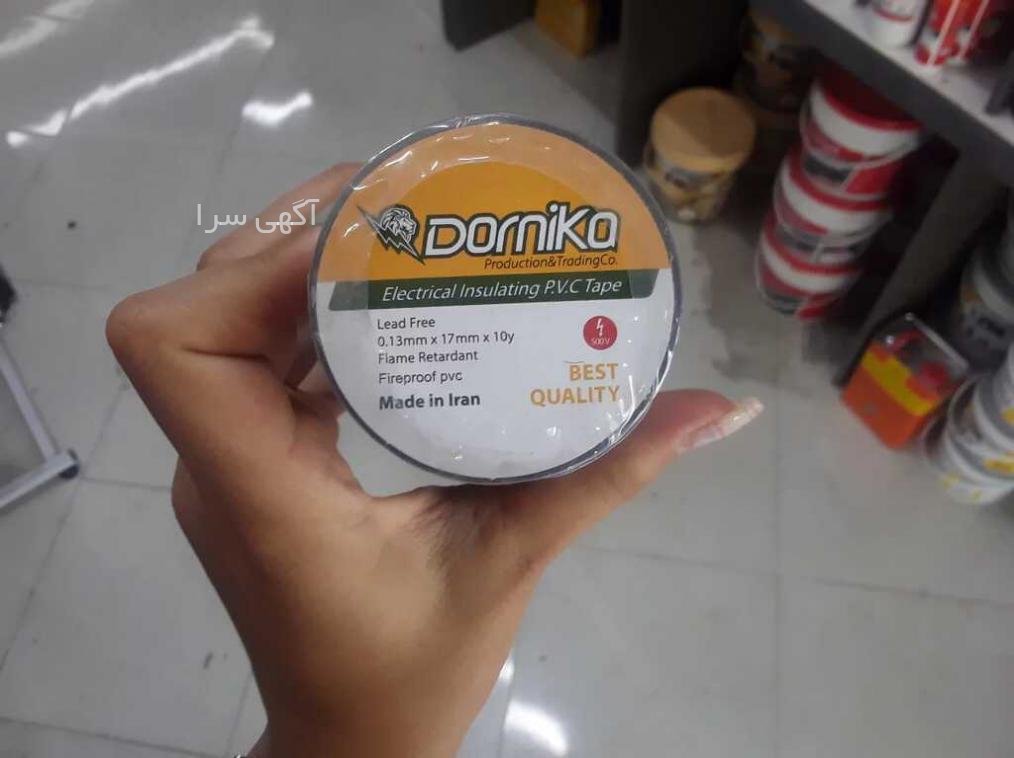 آگهی سرا
Dornika
Production&TradingCo.
Electrical Insulating P.V.C Tape
Lead Free
0.13mm x 17mm x 10y
Flame Retardant
Fireproof pvc
Made in Iran
500V
BEST
QUALITY